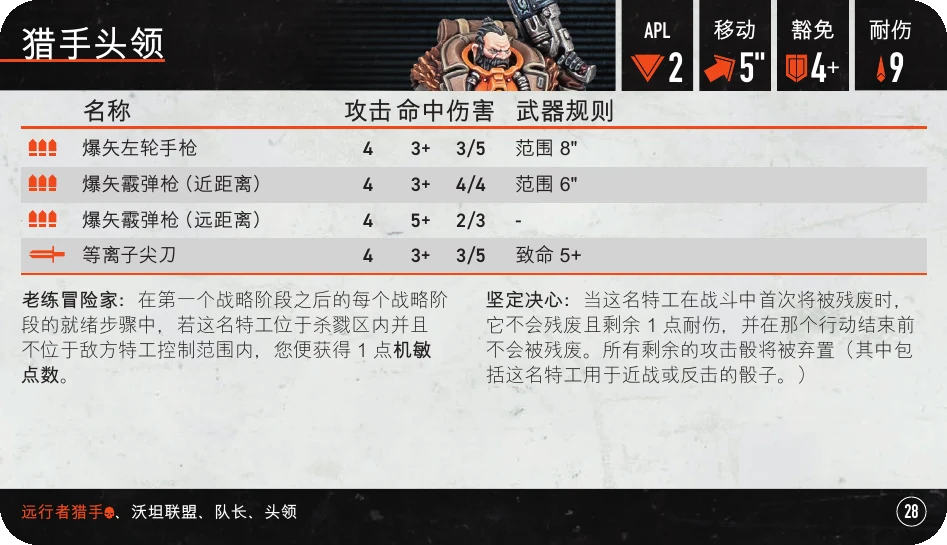 猎手头领
APL 移动 豁免 耐伤
2 5" 4+ 9
名称 攻击 命中 伤害 武器规则
爆矢左轮手枪 4 3+ 3/5 范围 8"
爆矢霰弹枪（近距离） 4 3+ 4/4 范围 6"
爆矢霰弹枪（远距离） 4 5+ 2/3 -
等离子尖刀 4 3+ 3/5 致命 5+
老练冒险家：在第一个战略阶段之后的每个战略阶
段的就绪步骤中，若这名特工位于杀戮区内并且
不位于敌方特工控制范围内，您便获得 1 点机敏
点数。
坚定决心：当这名特工在战斗中首次将被残废时，
它不会残废且剩余 1 点耐伤，并在那个行动结束前
不会被残废。所有剩余的攻击骰将被弃置（其中包
括这名特工用于近战或反击的骰子。）
远行者猎手、沃坦联盟、队长、头领
28